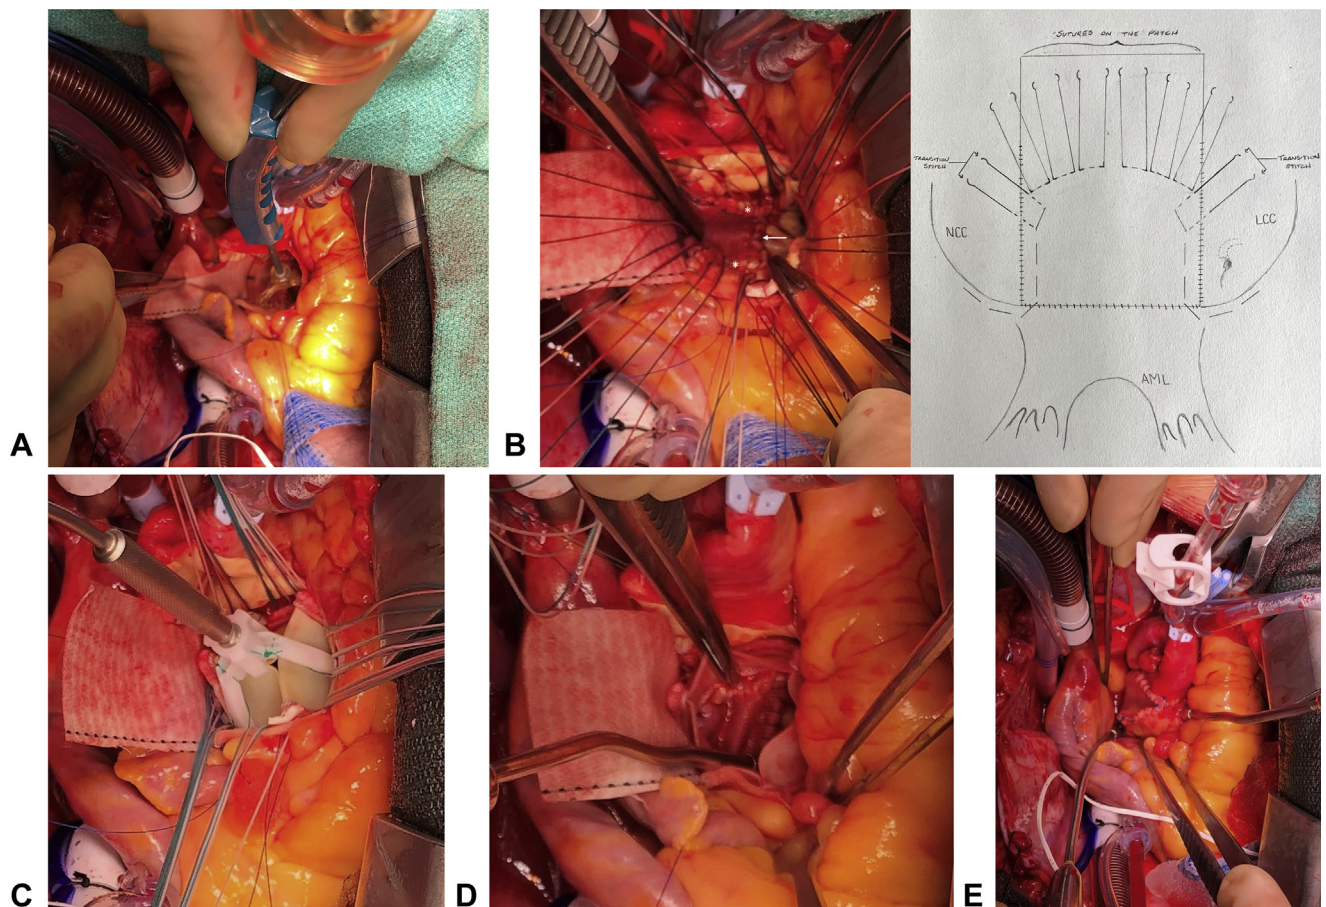 A
B
SUTURES ON THE PATCH
TRANSITION
STITCH
TRANSITION
STITCH
NCC
LCC
AML
C
D
E